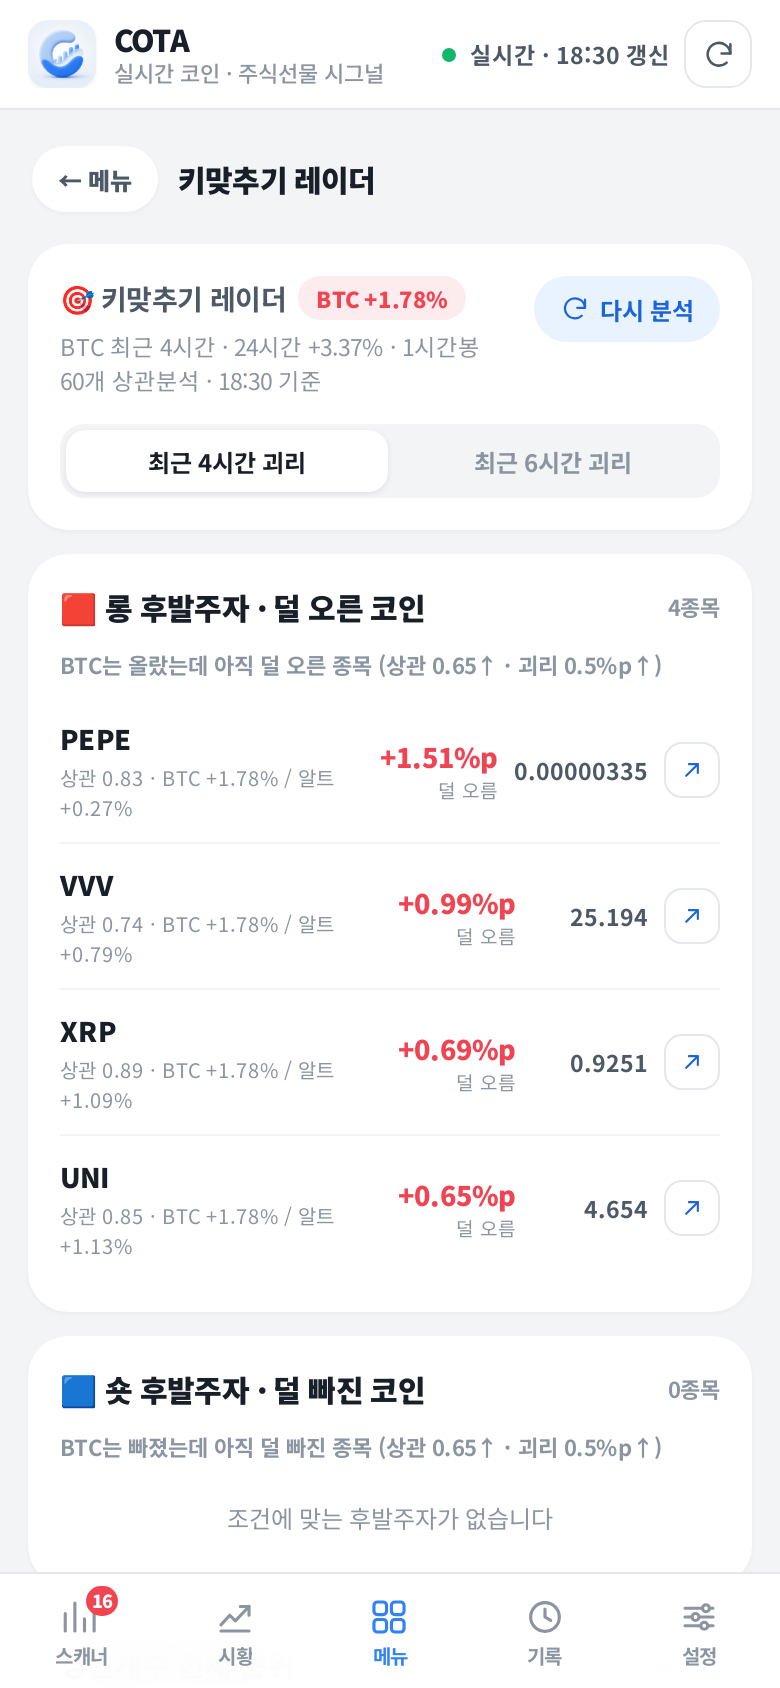 COTA
실시간 코인 · 주식선물 시그널
실시간 · 18:30 갱신
← 메뉴
키맞추기 레이더
키맞추기 레이더
BTC +1.78%
다시 분석
BTC 최근 4시간 · 24시간 +3.37% · 1시간봉
60개 상관분석 · 18:30 기준
최근 4시간 괴리
최근 6시간 괴리
롱 후발주자 · 덜 오른 코인
4종목
BTC는 올랐는데 아직 덜 오른 종목 (상관 0.65↑ · 괴리 0.5%p↑)
PEPE
상관 0.83 · BTC +1.78% / 알트
+0.27%
+1.51%p
덜 오름
0.00000335
VVV
상관 0.74 · BTC +1.78% / 알트
+0.79%
+0.99%p
덜 오름
25.194
XRP
상관 0.89 · BTC +1.78% / 알트
+1.09%
+0.69%p
덜 오름
0.9251
UNI
상관 0.85 · BTC +1.78% / 알트
+1.13%
+0.65%p
덜 오름
4.654
숏 후발주자 · 덜 빠진 코인
0종목
BTC는 빠졌는데 아직 덜 빠진 종목 (상관 0.65↑ · 괴리 0.5%p↑)
조건에 맞는 후발주자가 없습니다
16
스캐너
시황
메뉴
기록
설정